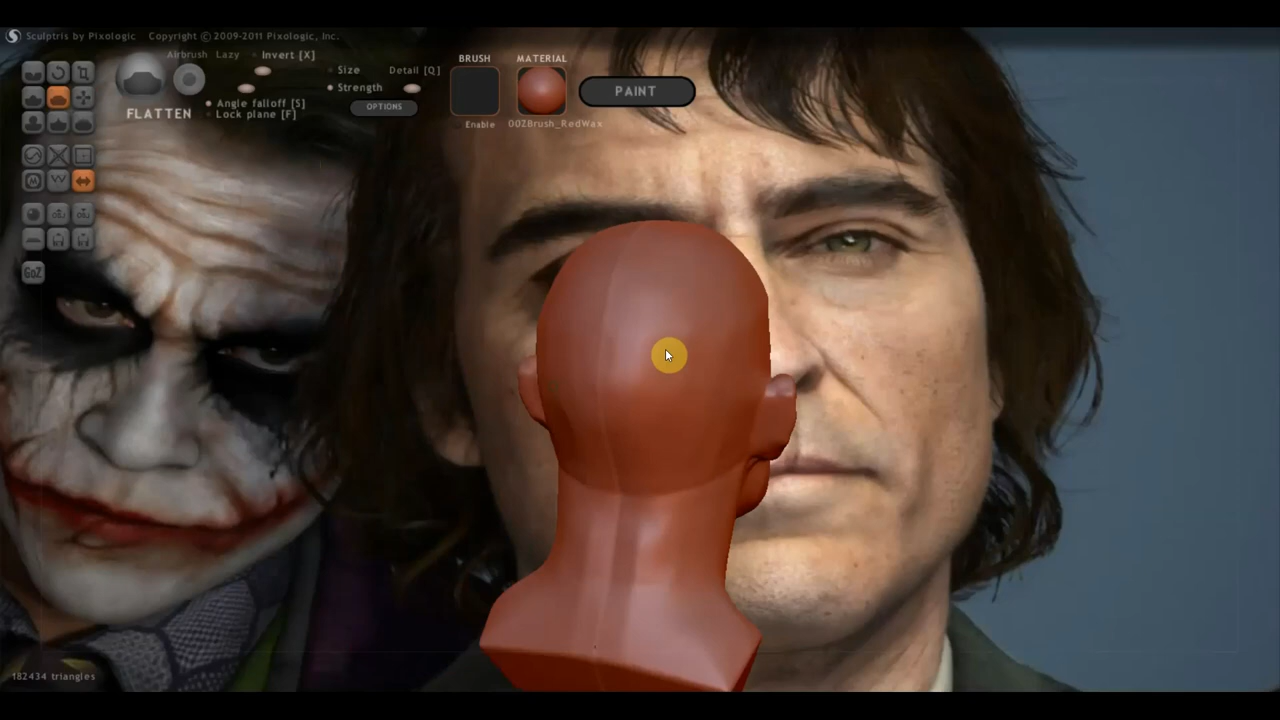 Sculptris by Pixologic Copyright © 2009-2011 Pixologic, Inc.
Airbrush Lazy Invert [X]
Size Detail [Q]
Strength
Angle falloff [S]
FLATTEN Lock plane [F]
OPTIONS
BRUSH MATERIAL
PAINT
Enable 00ZBrush_RedWax
GoZ
182434 triangles